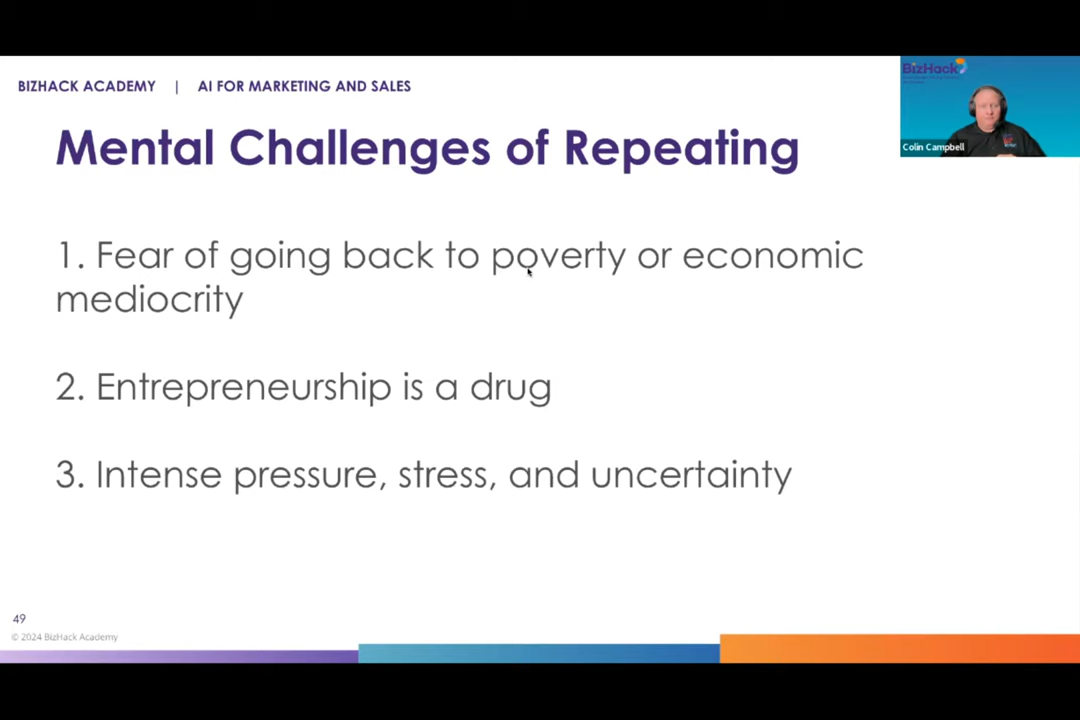 BIZHACK ACADEMY | AI FOR MARKETING AND SALES
BizHack
Colin Campbell
Mental Challenges of Repeating
1. Fear of going back to poverty or economic
mediocrity
2. Entrepreneurship is a drug
3. Intense pressure, stress, and uncertainty
49
© 2024 BizHack Academy